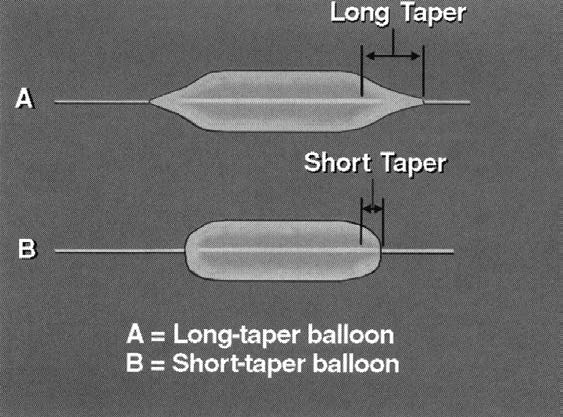 Long Taper
A
Short Taper
B
A = Long-taper balloon
B = Short-taper balloon